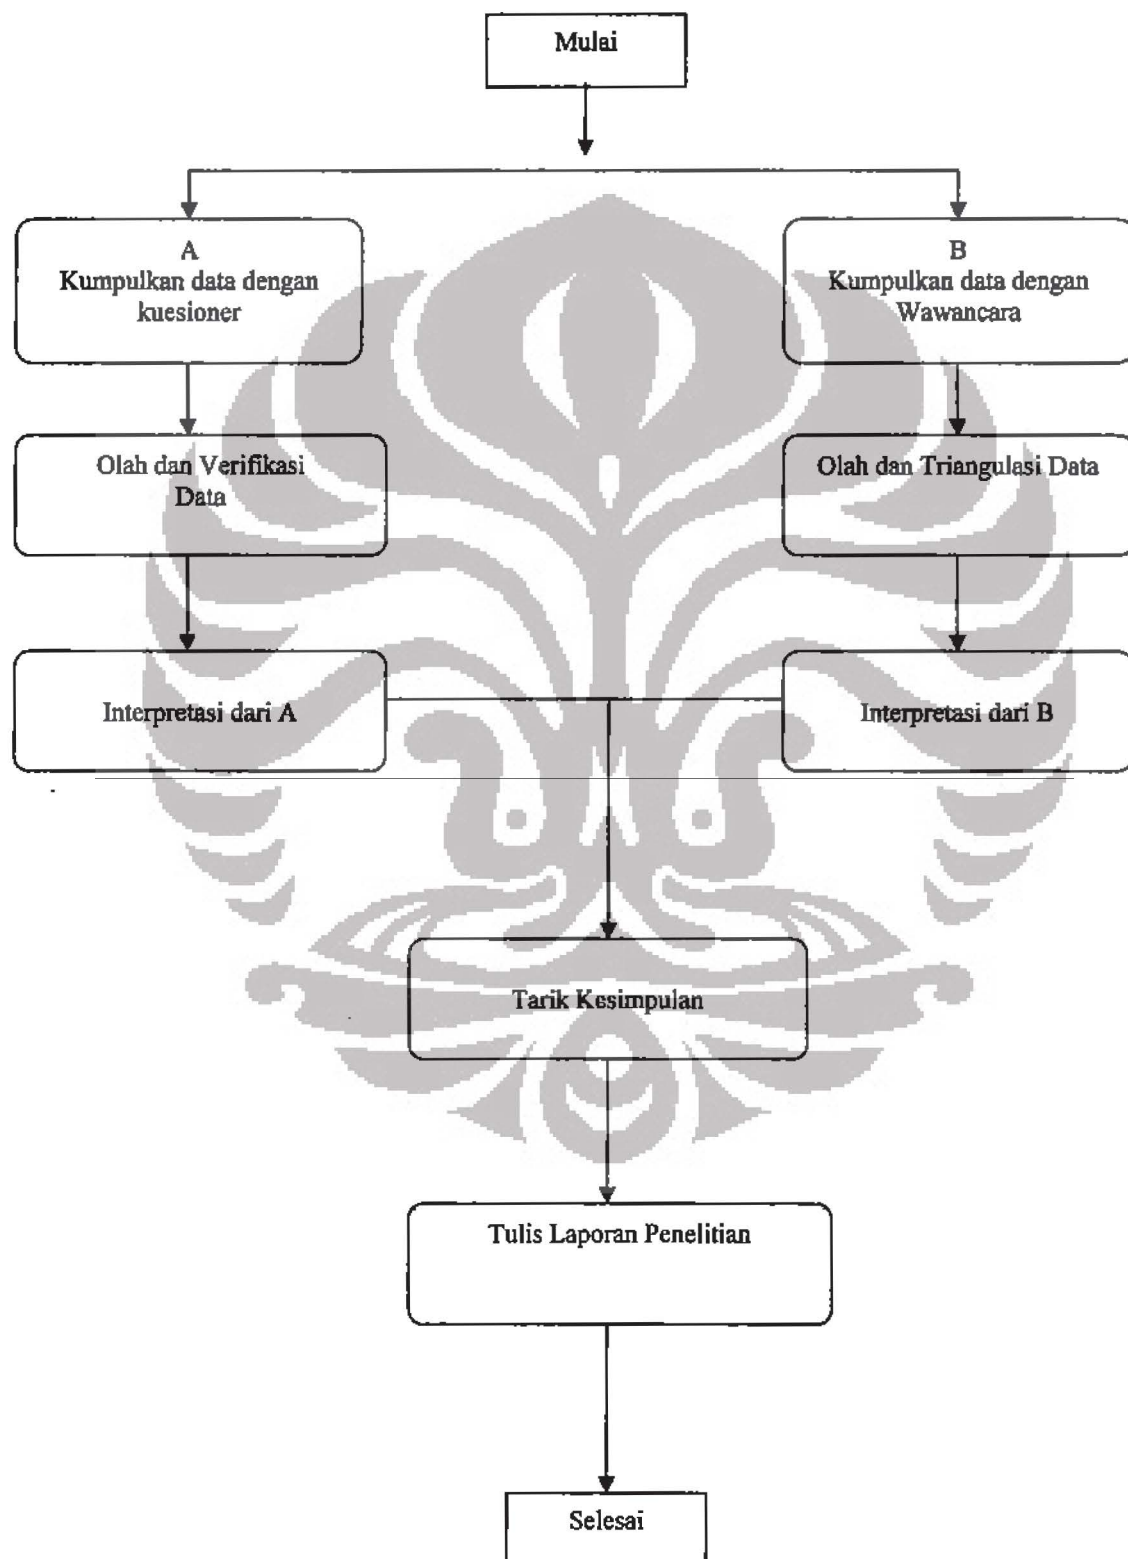 Mulai
A
Kumpulkan data dengan
kuesioner
B
Kumpulkan data dengan
Wawancara
Olah dan Verifikasi
Data
Olah dan Triangulasi Data
Interpretasi dari A
Interpretasi dari B
Tarik Kesimpulan
Tulis Laporan Penelitian
Selesai